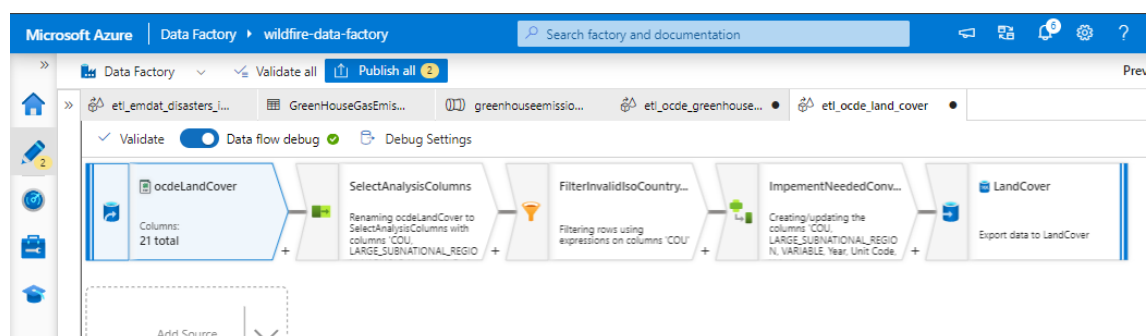 Microsoft Azure Data Factory wildfire-data-factory Search factory and documentation 6 ?
Data Factory Validate all Publish all 2 Prev
etl_emdat_disasters_i... GreenHouseGasEmis... greenhouseemissio... etl_ocde_greenhouse... etl_ocde_land_cover
2
Validate Data flow debug Debug Settings
ocdeLandCover
Columns:
21 total
SelectAnalysisColumns
Renaming ocdeLandCover to
SelectAnalysisColumns with
columns 'COU,
LARGE_SUBNATIONAL_REGIO
FilterInvalidIsoCountry...
Filtering rows using
expressions on columns 'COU'
ImpementNeededConv...
Creating/updating the
columns 'COU,
LARGE_SUBNATIONAL_REGIO
N, VARIABLE, Year, Unit Code,
LandCover
Export data to LandCover
Add Source